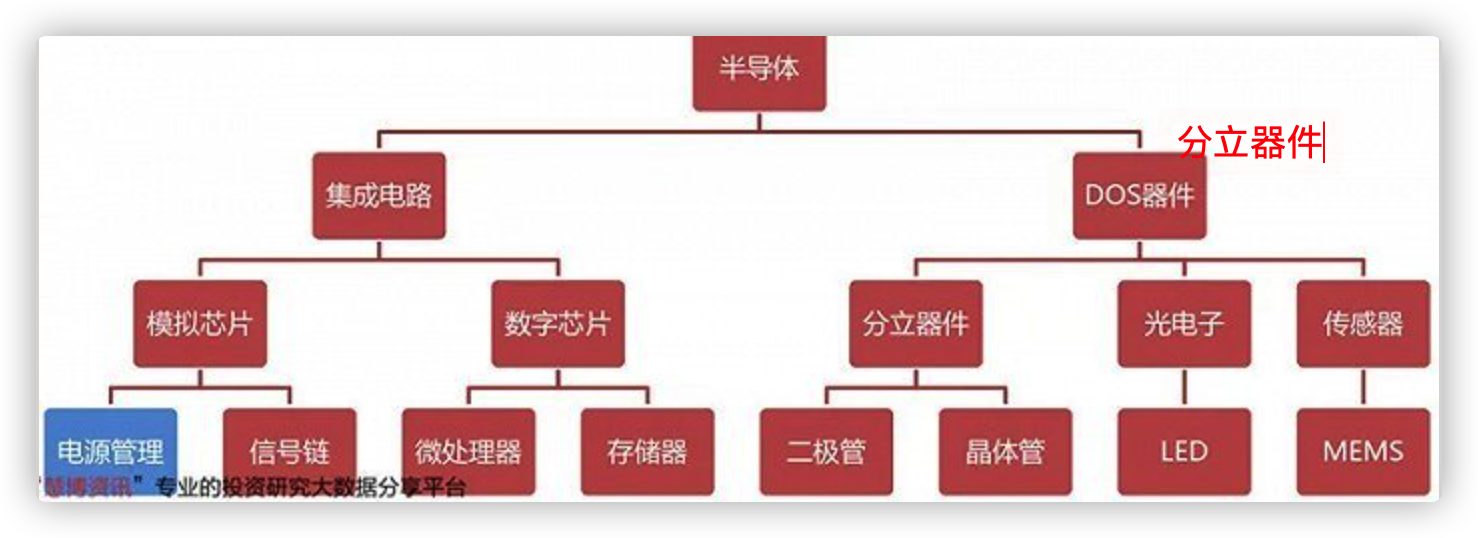 半导体
分立器件
集成电路
DOS器件
模拟芯片
数字芯片
分立器件
光电子
传感器
电源管理
信号链
微处理器
存储器
二极管
晶体管
LED
MEMS
“慧博资讯”专业的投资研究大数据分享平台